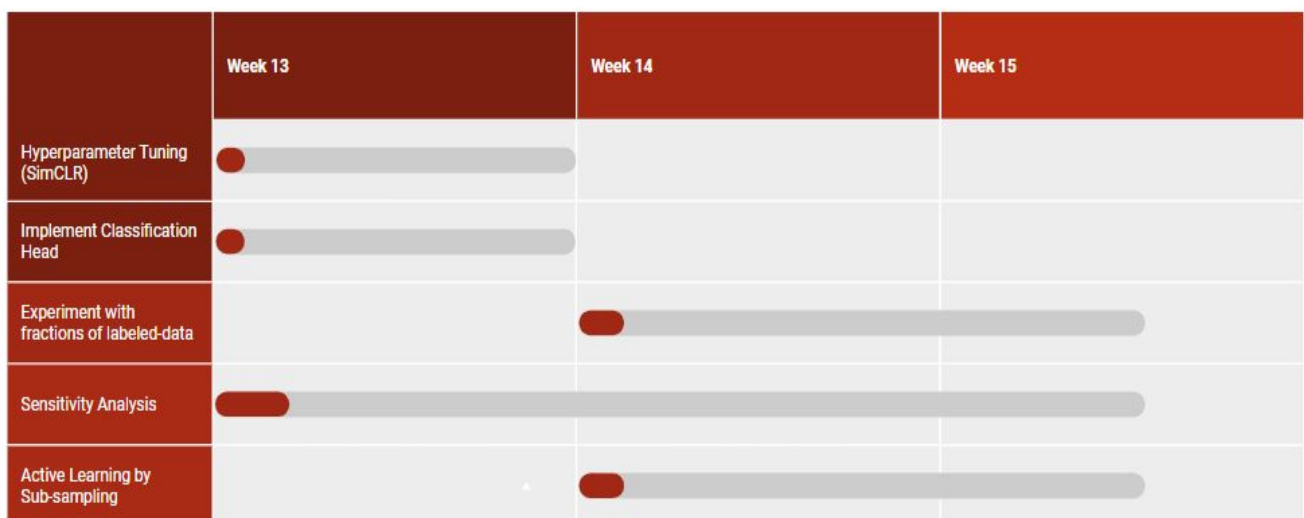 Week 13
Week 14
Week 15
Hyperparameter Tuning
(SimCLR)
Implement Classification
Head
Experiment with
fractions of labeled-data
Sensitivity Analysis
Active Learning by
Sub-sampling